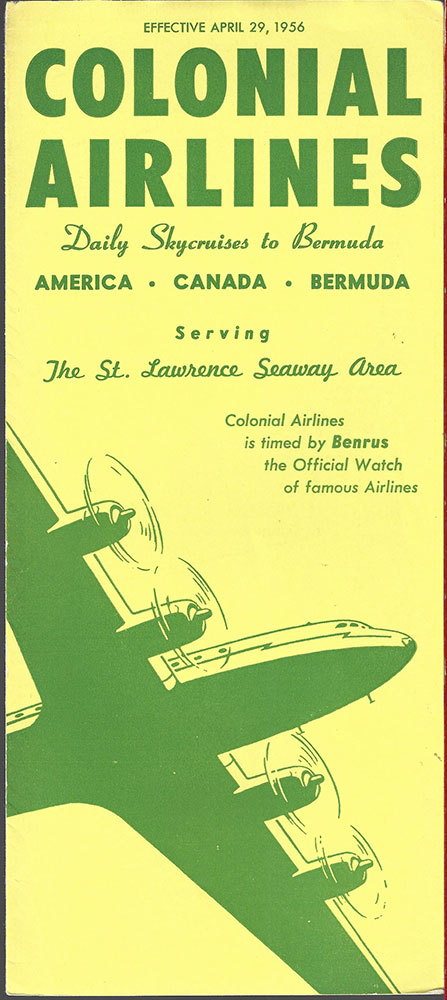 EFFECTIVE APRIL 29, 1956
COLONIAL
AIRLINES
Daily Skycruises to Bermuda
AMERICA • CANADA • BERMUDA
Serving
The St. Lawrence Seaway Area
Colonial Airlines
is timed by Benrus
the Official Watch
of famous Airlines